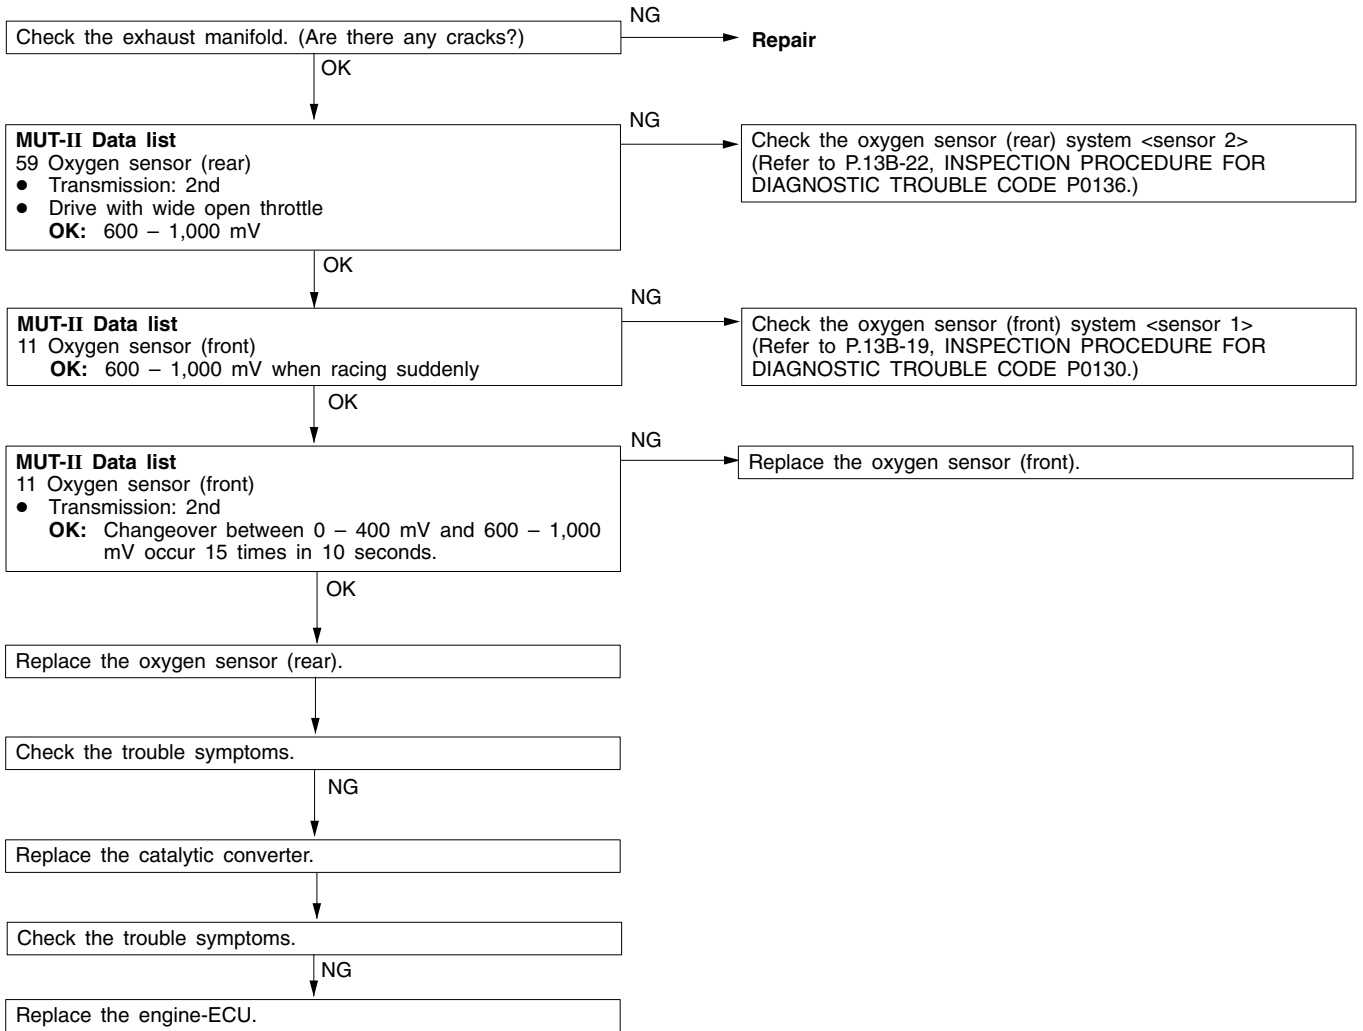 Check the exhaust manifold. (Are there any cracks?)
NG
Repair
OK
MUT-II Data list
59 Oxygen sensor (rear)
● Transmission: 2nd
● Drive with wide open throttle
OK: 600 – 1,000 mV
NG
Check the oxygen sensor (rear) system <sensor 2>
(Refer to P.13B-22, INSPECTION PROCEDURE FOR
DIAGNOSTIC TROUBLE CODE P0136.)
OK
MUT-II Data list
11 Oxygen sensor (front)
OK: 600 – 1,000 mV when racing suddenly
NG
Check the oxygen sensor (front) system <sensor 1>
(Refer to P.13B-19, INSPECTION PROCEDURE FOR
DIAGNOSTIC TROUBLE CODE P0130.)
OK
MUT-II Data list
11 Oxygen sensor (front)
● Transmission: 2nd
OK: Changeover between 0 – 400 mV and 600 – 1,000
mV occur 15 times in 10 seconds.
NG
Replace the oxygen sensor (front).
OK
Replace the oxygen sensor (rear).
Check the trouble symptoms.
NG
Replace the catalytic converter.
Check the trouble symptoms.
NG
Replace the engine-ECU.